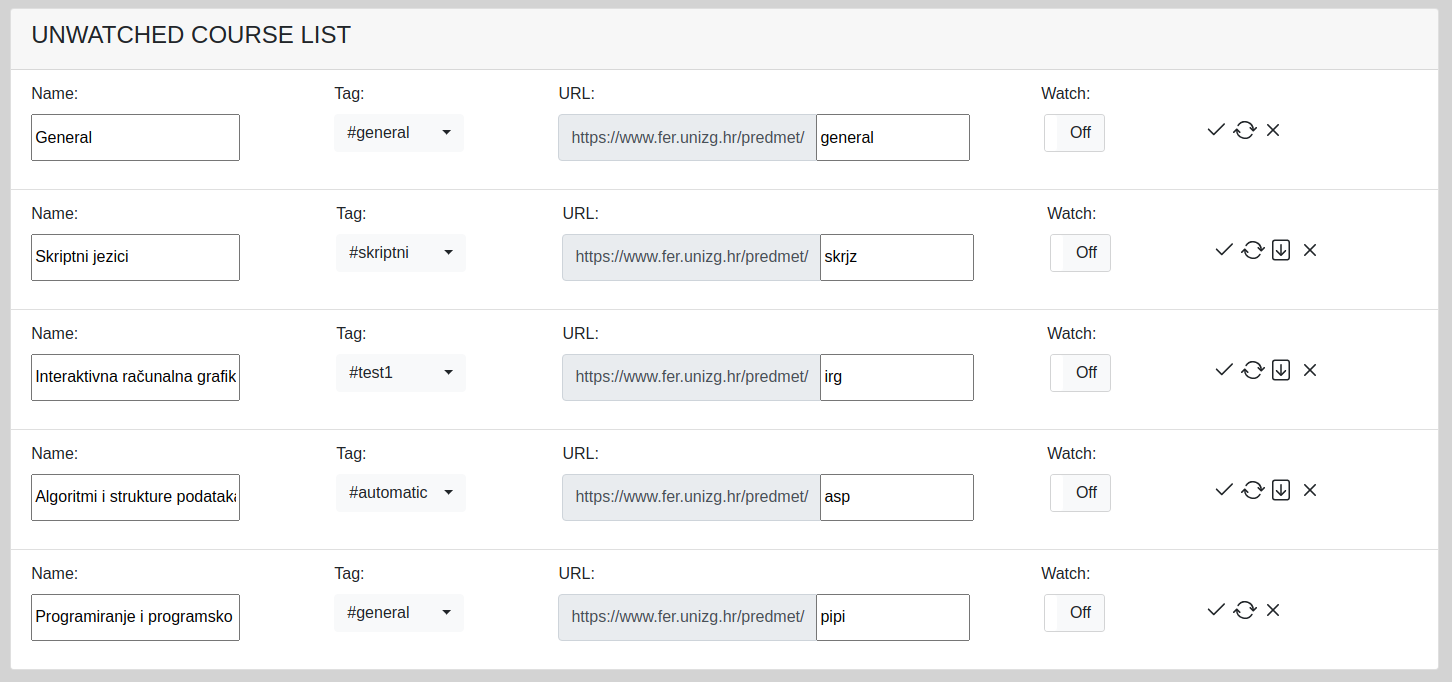 UNWATCHED COURSE LIST
Name: Tag: URL: Watch:
General #general https://www.fer.unizg.hr/predmet/ general Off
Name: Tag: URL: Watch:
Skriptni jezici #skriptni https://www.fer.unizg.hr/predmet/ skrjz Off
Name: Tag: URL: Watch:
Interaktivna računalna grafik #test1 https://www.fer.unizg.hr/predmet/ irg Off
Name: Tag: URL: Watch:
Algoritmi i strukture podataka #automatic https://www.fer.unizg.hr/predmet/ asp Off
Name: Tag: URL: Watch:
Programiranje i programsko #general https://www.fer.unizg.hr/predmet/ pipi Off